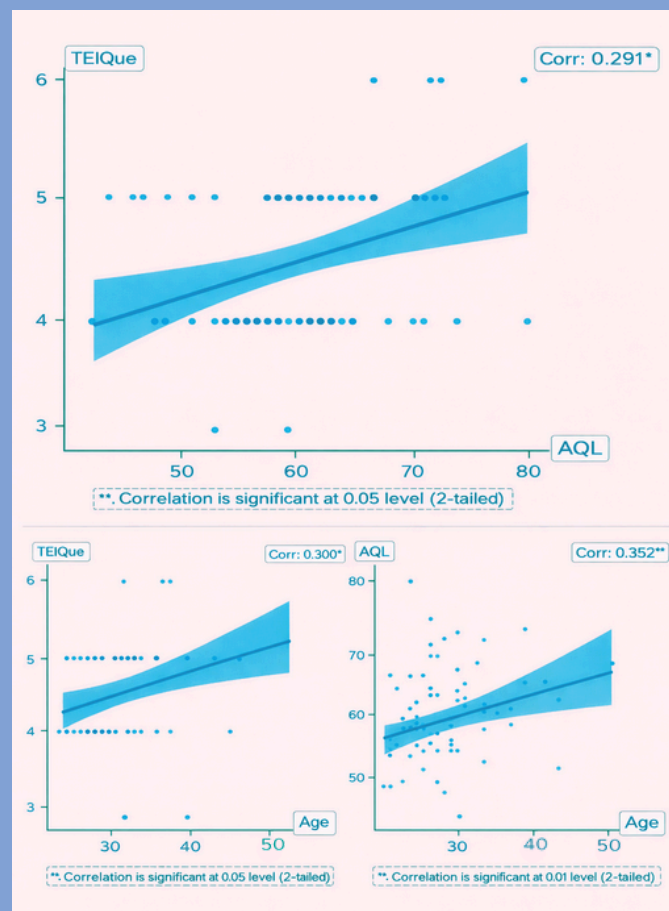 TEIQue
Corr: 0.291*
6
5
4
3
50 60 70 80
AQL
**. Correlation is significant at 0.05 level (2-tailed)
TEIQue
Corr: 0.300*
6
5
4
3
30 40 50
Age
**. Correlation is significant at 0.05 level (2-tailed)
AQL
Corr: 0.352**
80
70
60
50
30 40 50
Age
**. Correlation is significant at 0.01 level (2-tailed)